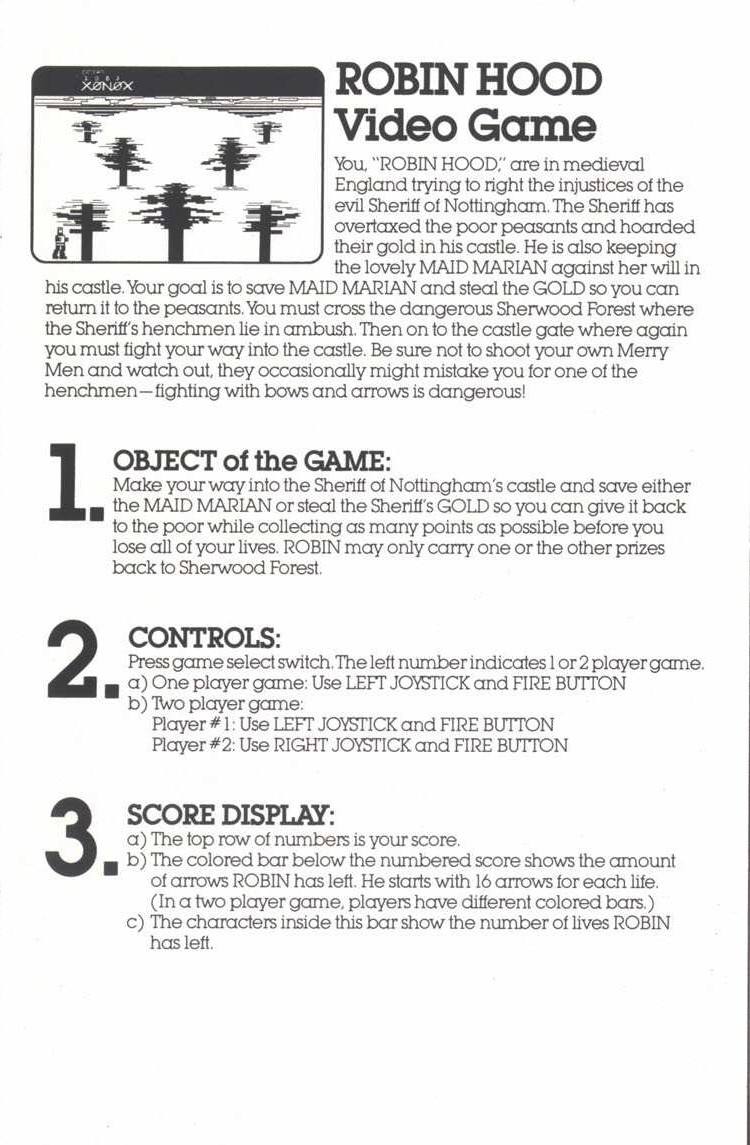 XØNØX
ROBIN HOOD
Video Game
You, "ROBIN HOOD," are in medieval
England trying to right the injustices of the
evil Sheriff of Nottingham. The Sheriff has
overtaxed the poor peasants and hoarded
their gold in his castle. He is also keeping
the lovely MAID MARIAN against her will in
his castle. Your goal is to save MAID MARIAN and steal the GOLD so you can
return it to the peasants. You must cross the dangerous Sherwood Forest where
the Sheriff's henchmen lie in ambush. Then on to the castle gate where again
you must fight your way into the castle. Be sure not to shoot your own Merry
Men and watch out, they occasionally might mistake you for one of the
henchmen—fighting with bows and arrows is dangerous!
1. OBJECT of the GAME:
Make your way into the Sheriff of Nottingham's castle and save either
the MAID MARIAN or steal the Sheriff's GOLD so you can give it back
to the poor while collecting as many points as possible before you
lose all of your lives. ROBIN may only carry one or the other prizes
back to Sherwood Forest.
2. CONTROLS:
Press game select switch. The left number indicates 1 or 2 player game.
a) One player game: Use LEFT JOYSTICK and FIRE BUTTON
b) Two player game:
Player #1: Use LEFT JOYSTICK and FIRE BUTTON
Player #2: Use RIGHT JOYSTICK and FIRE BUTTON
3. SCORE DISPLAY:
a) The top row of numbers is your score.
b) The colored bar below the numbered score shows the amount
of arrows ROBIN has left. He starts with 16 arrows for each life.
(In a two player game, players have different colored bars.)
c) The characters inside this bar show the number of lives ROBIN
has left.